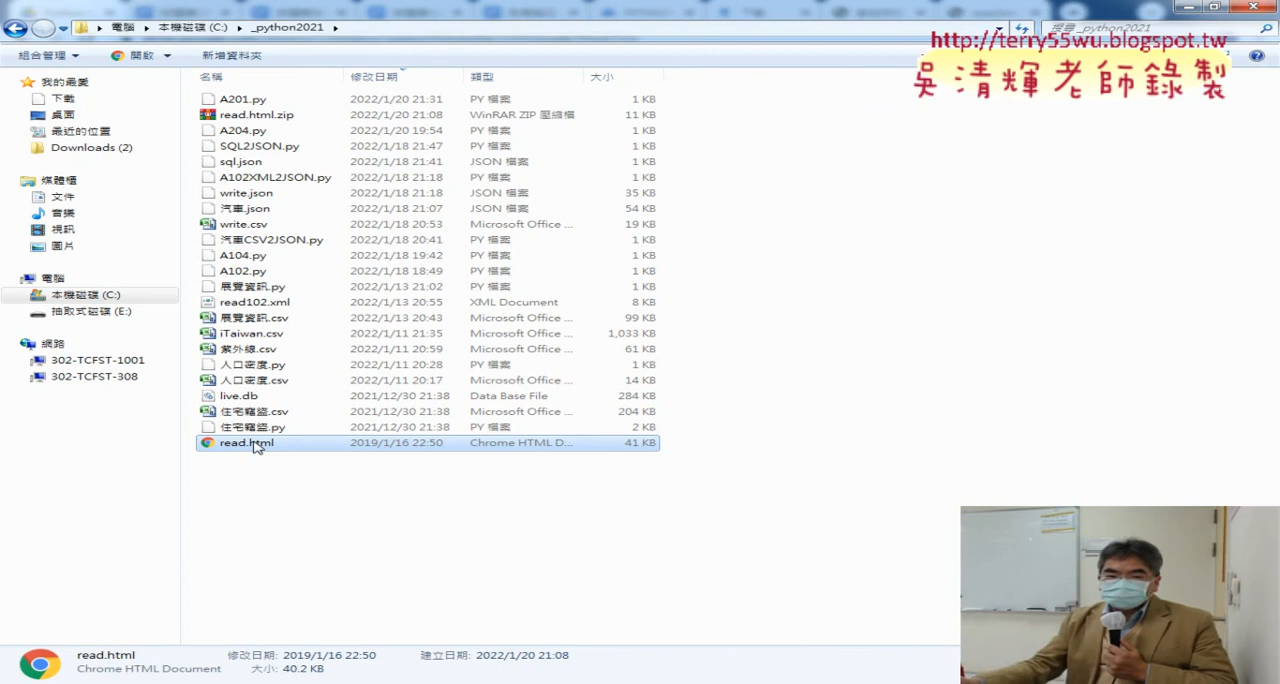 電腦 ▸ 本機磁碟 (C:) ▸ _python2021 ▸
搜尋 _python2021
http://terry55wu.blogspot.tw
吳清輝老師錄製
組合管理 開啟 新增資料夾
名稱 修改日期 類型 大小
我的最愛
下載
桌面
最近的位置
Downloads (2)
媒體櫃
文件
音樂
視訊
圖片
電腦
本機磁碟 (C:)
抽取式磁碟 (E:)
網路
302-TCFST-1001
302-TCFST-308
A201.py 2022/1/20 21:31 PY 檔案 1 KB
read.html.zip 2022/1/20 21:08 WinRAR ZIP 壓縮檔 11 KB
A204.py 2022/1/20 19:54 PY 檔案 1 KB
SQL2JSON.py 2022/1/18 21:47 PY 檔案 1 KB
sql.json 2022/1/18 21:41 JSON 檔案 1 KB
A102XML2JSON.py 2022/1/18 21:18 PY 檔案 1 KB
write.json 2022/1/18 21:18 JSON 檔案 35 KB
汽車.json 2022/1/18 21:07 JSON 檔案 54 KB
write.csv 2022/1/18 20:53 Microsoft Office ... 19 KB
汽車CSV2JSON.py 2022/1/18 20:41 PY 檔案 1 KB
A104.py 2022/1/18 19:42 PY 檔案 1 KB
A102.py 2022/1/18 18:49 PY 檔案 1 KB
展覽資訊.py 2022/1/13 21:02 PY 檔案 1 KB
read102.xml 2022/1/13 20:55 XML Document 8 KB
展覽資訊.csv 2022/1/13 20:43 Microsoft Office ... 99 KB
iTaiwan.csv 2022/1/11 21:35 Microsoft Office ... 1,033 KB
紫外線.csv 2022/1/11 20:59 Microsoft Office ... 61 KB
人口密度.py 2022/1/11 20:28 PY 檔案 1 KB
人口密度.csv 2022/1/11 20:17 Microsoft Office ... 14 KB
live.db 2021/12/30 21:38 Data Base File 284 KB
住宅竊盜.csv 2021/12/30 21:38 Microsoft Office ... 204 KB
住宅竊盜.py 2021/12/30 21:38 PY 檔案 2 KB
read.html 2019/1/16 22:50 Chrome HTML D... 41 KB
read.html 修改日期: 2019/1/16 22:50 建立日期: 2022/1/20 21:08
Chrome HTML Document 大小: 40.2 KB